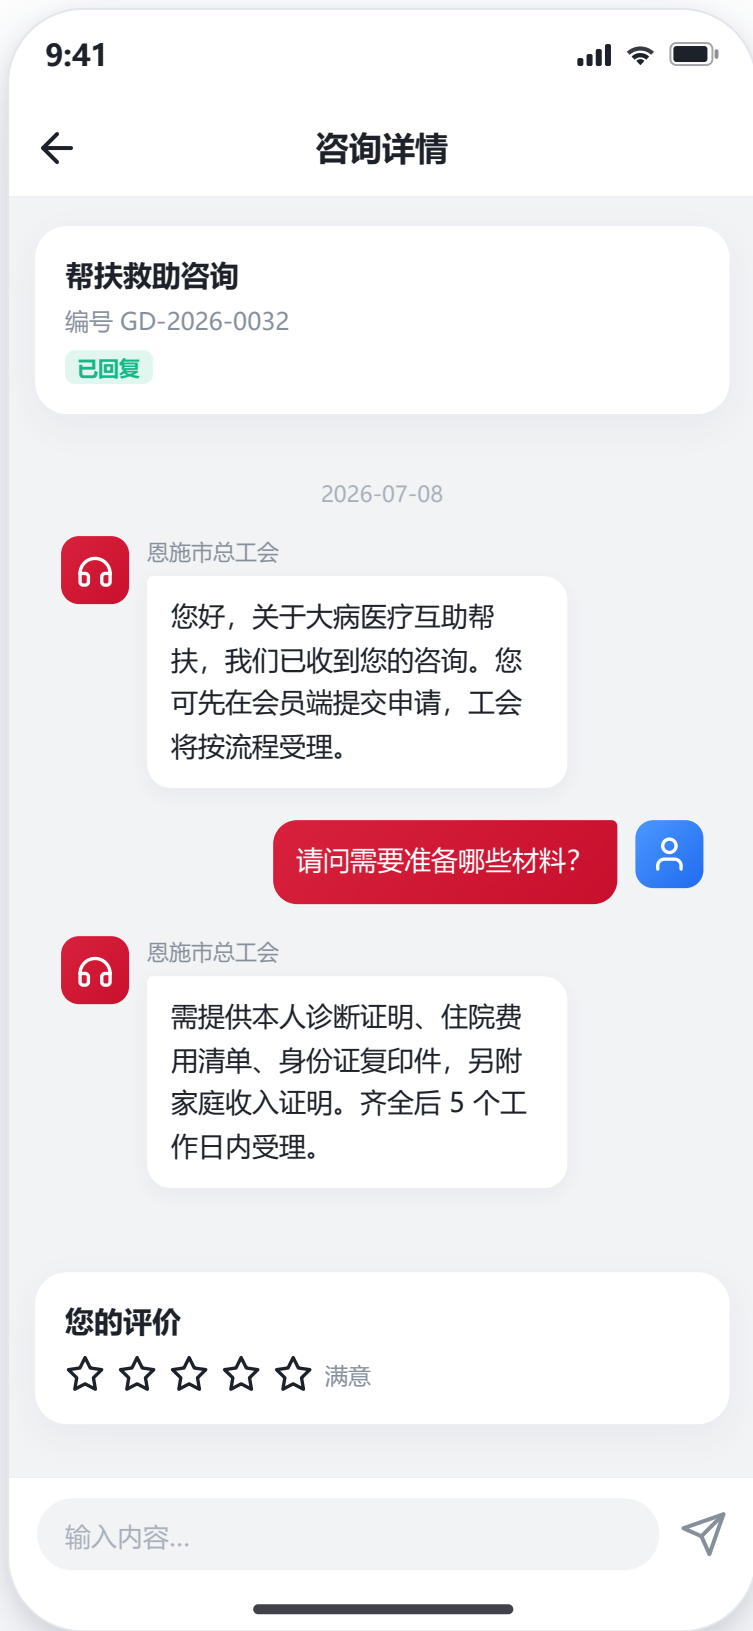 9:41
咨询详情
帮扶救助咨询
编号 GD-2026-0032
已回复
2026-07-08
恩施市总工会
您好，关于大病医疗互助帮
扶，我们已收到您的咨询。您
可先在会员端提交申请，工会
将按流程受理。
请问需要准备哪些材料？
恩施市总工会
需提供本人诊断证明、住院费
用清单、身份证复印件，另附
家庭收入证明。齐全后 5 个工
作日内受理。
您的评价
满意
输入内容...